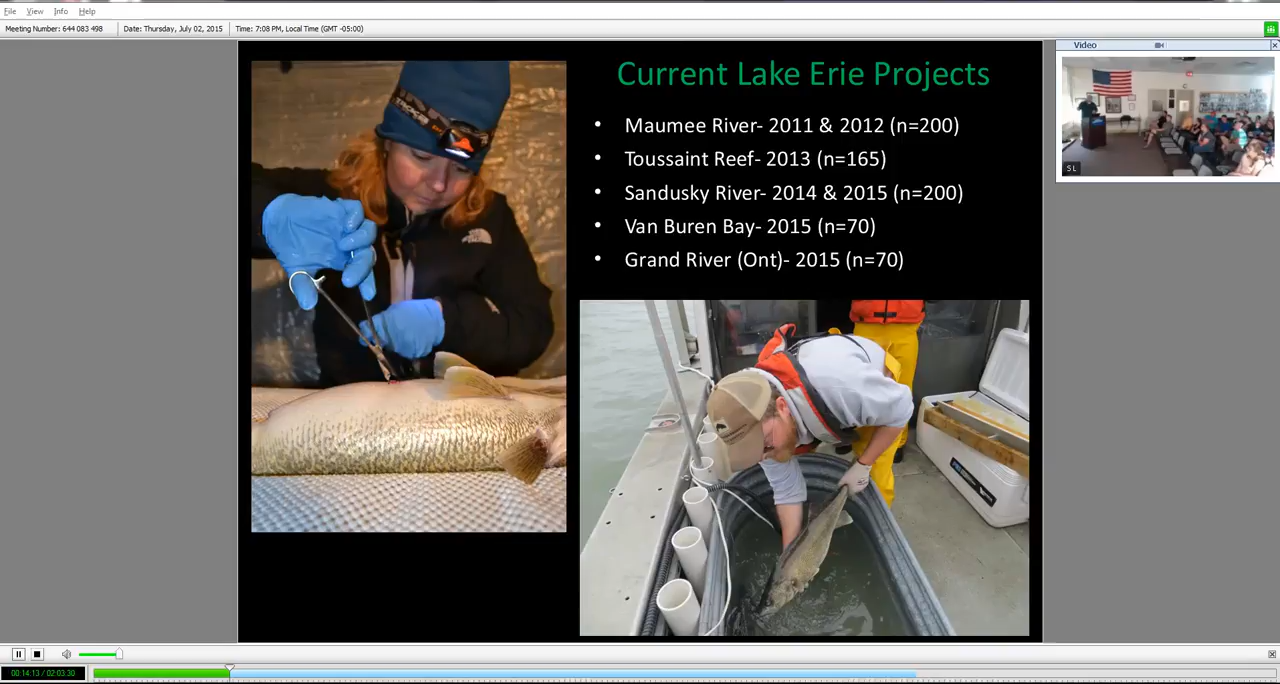 File View Info Help
Meeting Number: 644 083 498 Date: Thursday, July 02, 2015 Time: 7:08 PM, Local Time (GMT -05:00)
Video
SL
Current Lake Erie Projects
• Maumee River- 2011 & 2012 (n=200)
• Toussaint Reef- 2013 (n=165)
• Sandusky River- 2014 & 2015 (n=200)
• Van Buren Bay- 2015 (n=70)
• Grand River (Ont)- 2015 (n=70)
00:14:13 / 02:03:30